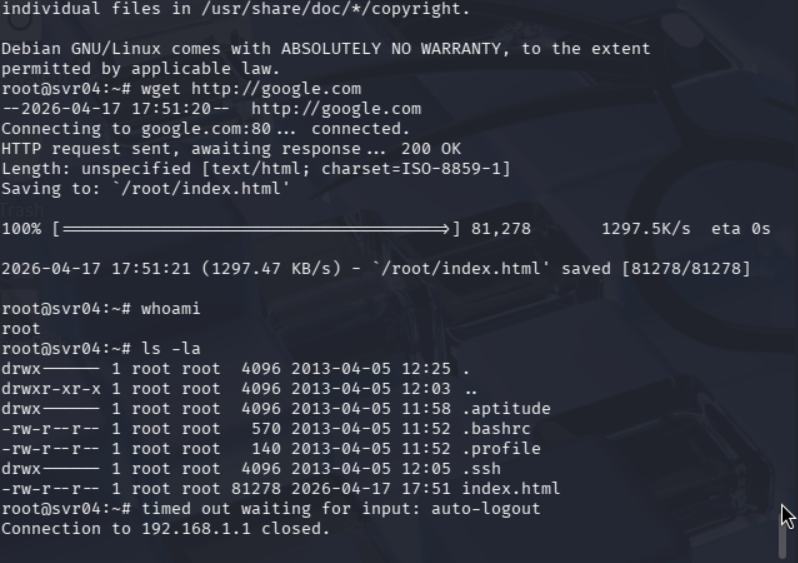 individual files in /usr/share/doc/*/copyright.
Debian GNU/Linux comes with ABSOLUTELY NO WARRANTY, to the extent
permitted by applicable law.
root@svr04:~# wget http://google.com
--2026-04-17 17:51:20--  http://google.com
Connecting to google.com:80... connected.
HTTP request sent, awaiting response... 200 OK
Length: unspecified [text/html; charset=ISO-8859-1]
Saving to: `/root/index.html'
Trash
100% [======================================>] 81,278       1297.5K/s  eta 0s
2026-04-17 17:51:21 (1297.47 KB/s) - `/root/index.html' saved [81278/81278]
root@svr04:~# whoami
root
root@svr04:~# ls -la
drwx------ 1 root root  4096 2013-04-05 12:25 .
drwxr-xr-x 1 root root  4096 2013-04-05 12:03 ..
drwx------ 1 root root  4096 2013-04-05 11:58 .aptitude
-rw-r--r-- 1 root root   570 2013-04-05 11:52 .bashrc
-rw-r--r-- 1 root root   140 2013-04-05 11:52 .profile
drwx------ 1 root root  4096 2013-04-05 12:05 .ssh
-rw-r--r-- 1 root root 81278 2026-04-17 17:51 index.html
root@svr04:~# timed out waiting for input: auto-logout
Connection to 192.168.1.1 closed.